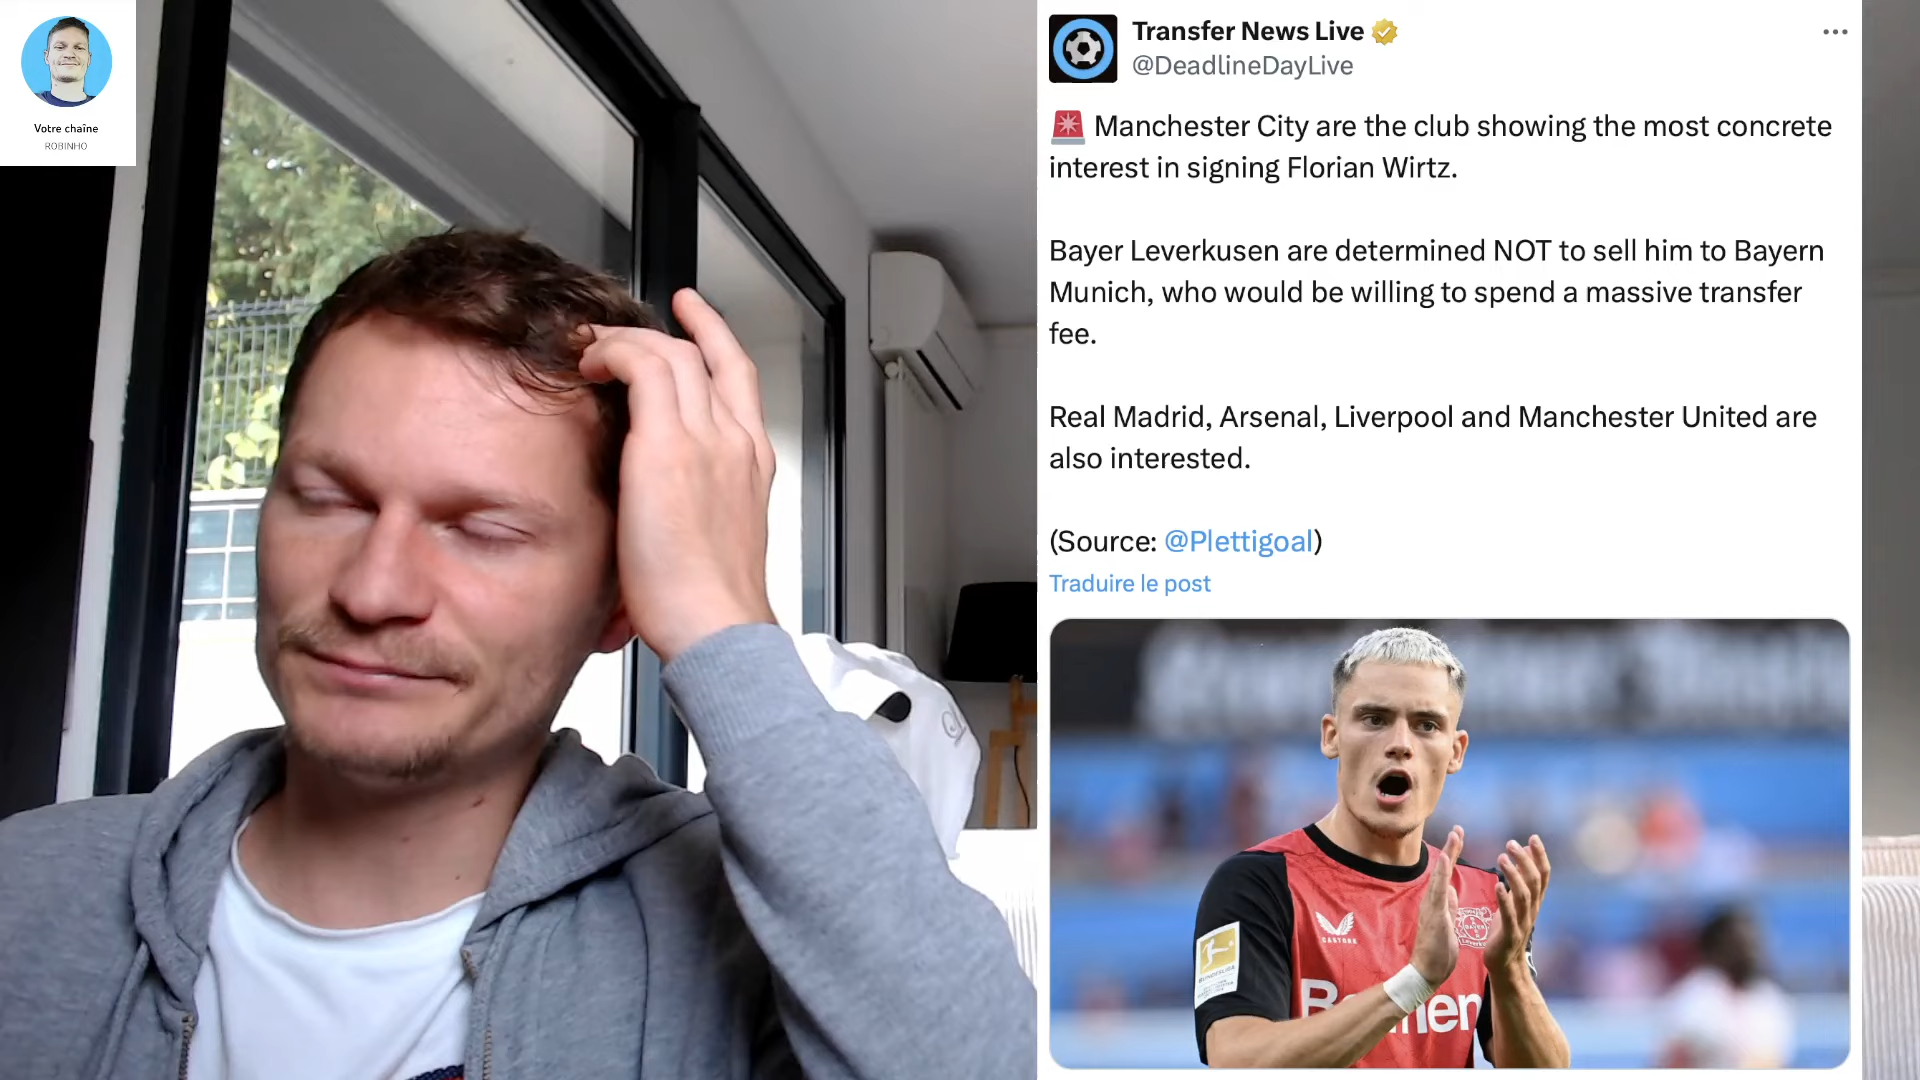 Votre chaîne
ROBINHO
Transfer News Live
@DeadlineDayLive
Manchester City are the club showing the most concrete
interest in signing Florian Wirtz.
Bayer Leverkusen are determined NOT to sell him to Bayern
Munich, who would be willing to spend a massive transfer
fee.
Real Madrid, Arsenal, Liverpool and Manchester United are
also interested.
(Source: @Plettigoal)
Traduire le post
CASTORE
BUNDESLIGA